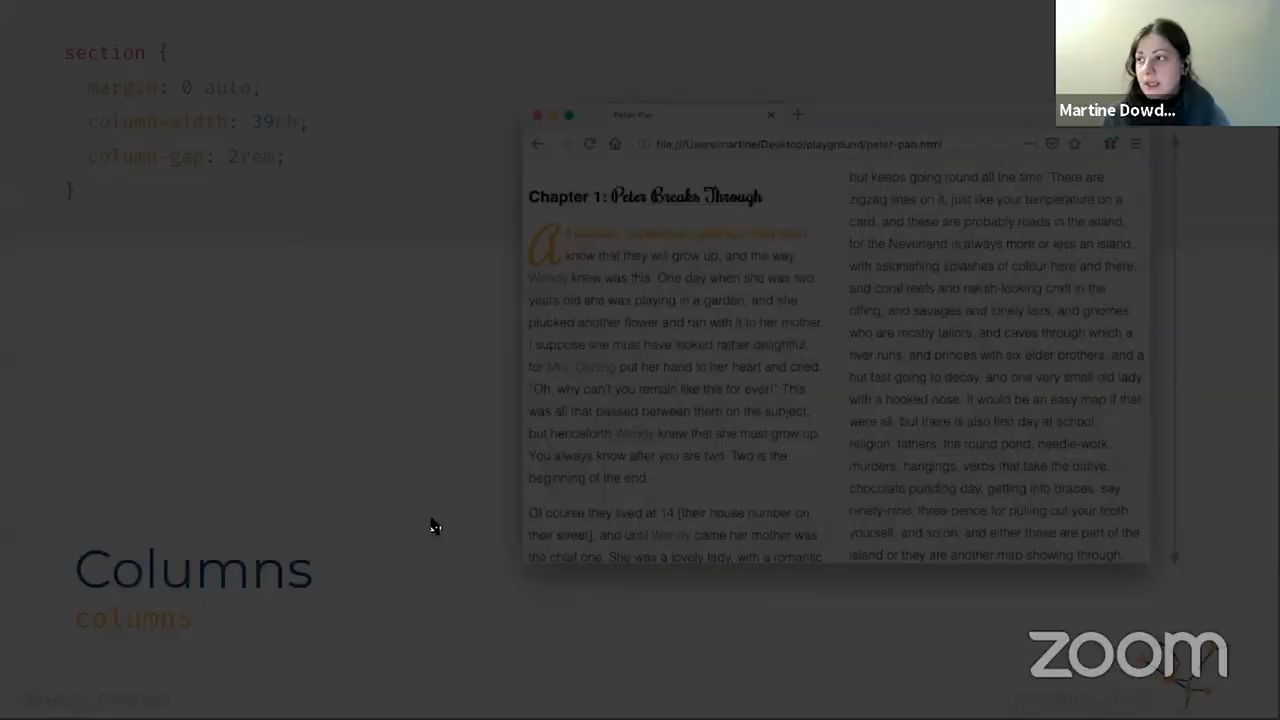 section {
margin: 0 auto;
column-width: 39ch;
column-gap: 2rem;
}
Columns
columns
Peter Pan
file:///Users/martine/Desktop/playground/peter-pan.html
Chapter 1: Peter Breaks Through
A
know that they will grow up, and the way
Wendy knew was this. One day when she was two
years old she was playing in a garden, and she
plucked another flower and ran with it to her mother.
I suppose she must have looked rather delightful,
for Mrs. Darling put her hand to her heart and cried,
"Oh, why can't you remain like this for ever!" This
was all that passed between them on the subject,
but henceforth Wendy knew that she must grow up.
You always know after you are two. Two is the
beginning of the end.
Of course they lived at 14 [their house number on
their street], and until Wendy came her mother was
the chief one. She was a lovely lady, with a romantic
but keeps going round all the time. There are
zigzag lines on it, just like your temperature on a
card, and these are probably roads in the island,
for the Neverland is always more or less an island,
with astonishing splashes of colour here and there,
and coral reefs and rakish-looking craft in the
offing, and savages and lonely lairs, and gnomes
who are mostly tailors, and caves through which a
river runs, and princes with six elder brothers, and a
hut fast going to decay, and one very small old lady
with a hooked nose. It would be an easy map if that
were all, but there is also first day at school,
religion, fathers, the round pond, needle-work,
murders, hangings, verbs that take the dative,
chocolate pudding day, getting into braces, say
ninety-nine, three-pence for pulling out your tooth
yourself, and so on, and either these are part of the
island or they are another map showing through,
Martine Dowd...
zoom